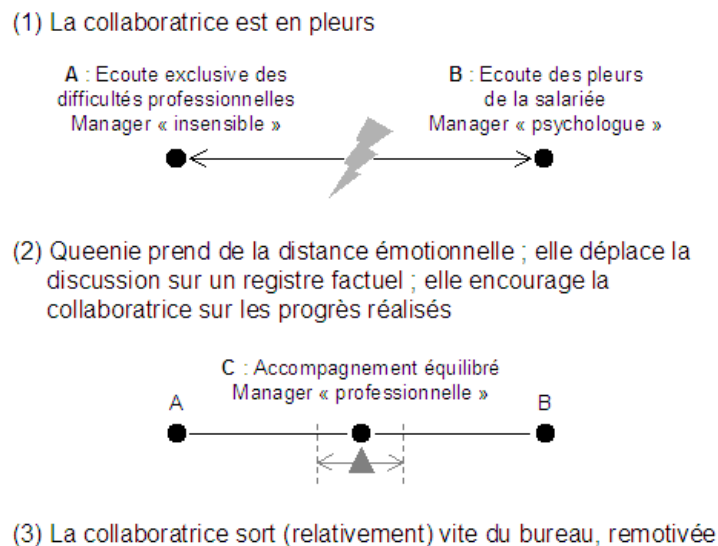 (1) La collaboratrice est en pleurs
A : Ecoute exclusive des
difficultés professionnelles
Manager « insensible »
B : Ecoute des pleurs
de la salariée
Manager « psychologue »
(2) Queenie prend de la distance émotionnelle ; elle déplace la
discussion sur un registre factuel ; elle encourage la
collaboratrice sur les progrès réalisés
C : Accompagnement équilibré
Manager « professionnelle »
A
B
(3) La collaboratrice sort (relativement) vite du bureau, remotivée